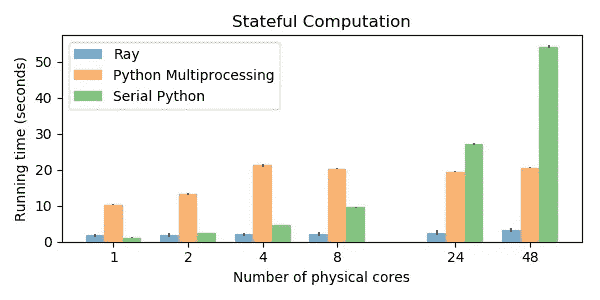 Stateful Computation
Running time (seconds)
50
40
30
20
10
0
Ray
Python Multiprocessing
Serial Python
1 2 4 8 24 48
Number of physical cores